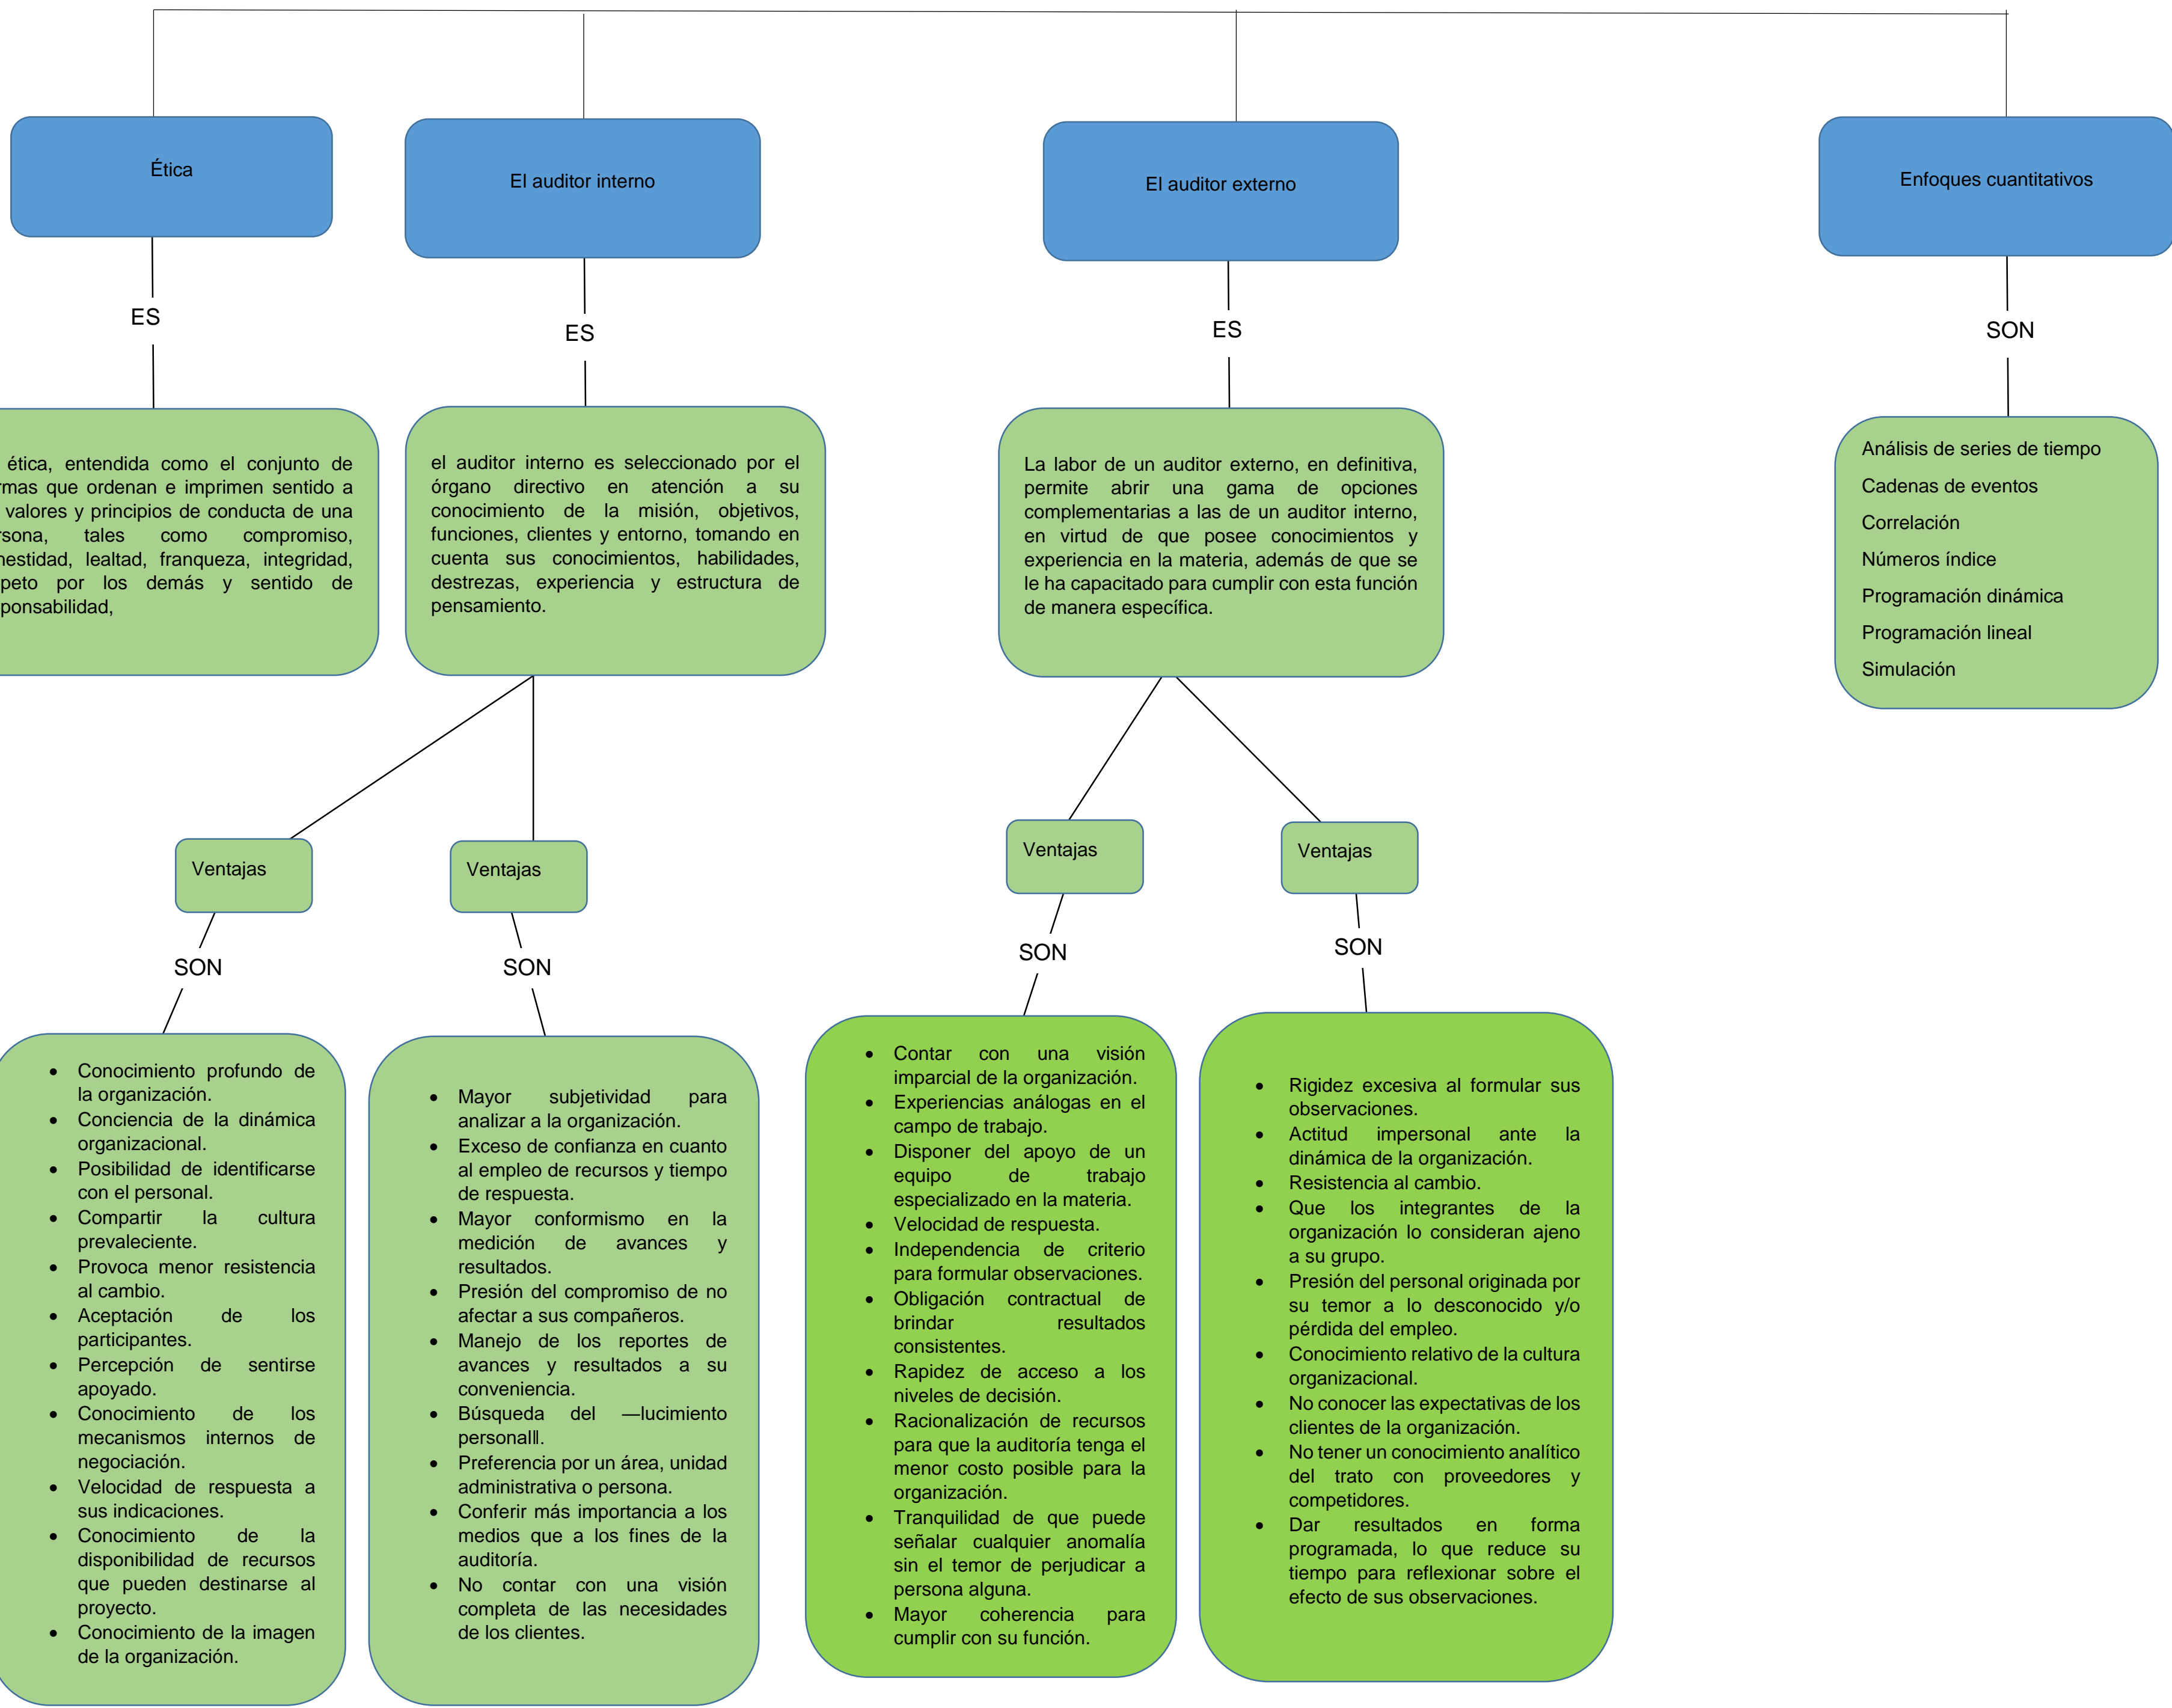 Ética
El auditor interno
El auditor externo
Enfoques cuantitativos
ES
ES
ES
SON
ética, entendida como el conjunto de
que ordenan e imprimen sentido a
valores y principios de conducta de una
tales como compromiso,
lealtad, franqueza, integridad,
por los demás y sentido de
el auditor interno es seleccionado por el
órgano directivo en atención a su
conocimiento de la misión, objetivos,
funciones, clientes y entorno, tomando en
cuenta sus conocimientos, habilidades,
destrezas, experiencia y estructura de
pensamiento.
La labor de un auditor externo, en definitiva,
permite abrir una gama de opciones
complementarias a las de un auditor interno,
en virtud de que posee conocimientos y
experiencia en la materia, además de que se
le ha capacitado para cumplir con esta función
de manera específica.
Análisis de series de tiempo
Cadenas de eventos
Correlación
Números índice
Programación dinámica
Programación lineal
Simulación
Ventajas
Ventajas
Ventajas
Ventajas
SON
SON
SON
SON
• Conocimiento profundo de
la organización.
• Conciencia de la dinámica
organizacional.
• Posibilidad de identificarse
con el personal.
• Compartir la cultura
prevaleciente.
• Provoca menor resistencia
al cambio.
• Aceptación de los
participantes.
• Percepción de sentirse
apoyado.
• Conocimiento de los
mecanismos internos de
negociación.
• Velocidad de respuesta a
sus indicaciones.
• Conocimiento de la
disponibilidad de recursos
que pueden destinarse al
proyecto.
• Conocimiento de la imagen
de la organización.
• Mayor subjetividad para
analizar a la organización.
• Exceso de confianza en cuanto
al empleo de recursos y tiempo
de respuesta.
• Mayor conformismo en la
medición de avances y
resultados.
• Presión del compromiso de no
afectar a sus compañeros.
• Manejo de los reportes de
avances y resultados a su
conveniencia.
• Búsqueda del ―lucimiento
personal‖.
• Preferencia por un área, unidad
administrativa o persona.
• Conferir más importancia a los
medios que a los fines de la
auditoría.
• No contar con una visión
completa de las necesidades
de los clientes.
• Contar con una visión
imparcial de la organización.
• Experiencias análogas en el
campo de trabajo.
• Disponer del apoyo de un
equipo de trabajo
especializado en la materia.
• Velocidad de respuesta.
• Independencia de criterio
para formular observaciones.
• Obligación contractual de
brindar resultados
consistentes.
• Rapidez de acceso a los
niveles de decisión.
• Racionalización de recursos
para que la auditoría tenga el
menor costo posible para la
organización.
• Tranquilidad de que puede
señalar cualquier anomalía
sin el temor de perjudicar a
persona alguna.
• Mayor coherencia para
cumplir con su función.
• Rigidez excesiva al formular sus
observaciones.
• Actitud impersonal ante la
dinámica de la organización.
• Resistencia al cambio.
• Que los integrantes de la
organización lo consideran ajeno
a su grupo.
• Presión del personal originada por
su temor a lo desconocido y/o
pérdida del empleo.
• Conocimiento relativo de la cultura
organizacional.
• No conocer las expectativas de los
clientes de la organización.
• No tener un conocimiento analítico
del trato con proveedores y
competidores.
• Dar resultados en forma
programada, lo que reduce su
tiempo para reflexionar sobre el
efecto de sus observaciones.